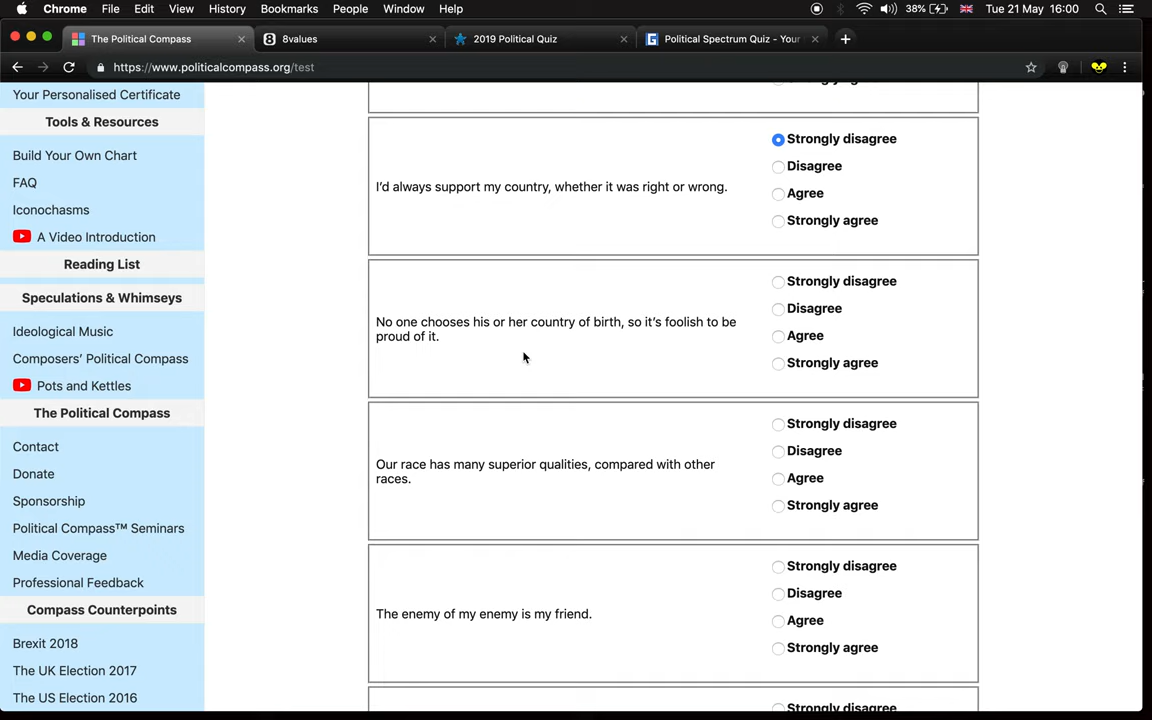 Chrome File Edit View History Bookmarks People Window Help 38% Tue 21 May 16:00
The Political Compass 8values 2019 Political Quiz Political Spectrum Quiz - Your
https://www.politicalcompass.org/test
Your Personalised Certificate
Tools & Resources
Build Your Own Chart
FAQ
Iconochasms
A Video Introduction
Reading List
Speculations & Whimseys
Ideological Music
Composers’ Political Compass
Pots and Kettles
The Political Compass
Contact
Donate
Sponsorship
Political Compass™ Seminars
Media Coverage
Professional Feedback
Compass Counterpoints
Brexit 2018
The UK Election 2017
The US Election 2016
I’d always support my country, whether it was right or wrong.
Strongly disagree
Disagree
Agree
Strongly agree
No one chooses his or her country of birth, so it’s foolish to be
proud of it.
Strongly disagree
Disagree
Agree
Strongly agree
Our race has many superior qualities, compared with other
races.
Strongly disagree
Disagree
Agree
Strongly agree
The enemy of my enemy is my friend.
Strongly disagree
Disagree
Agree
Strongly agree
Strongly disagree